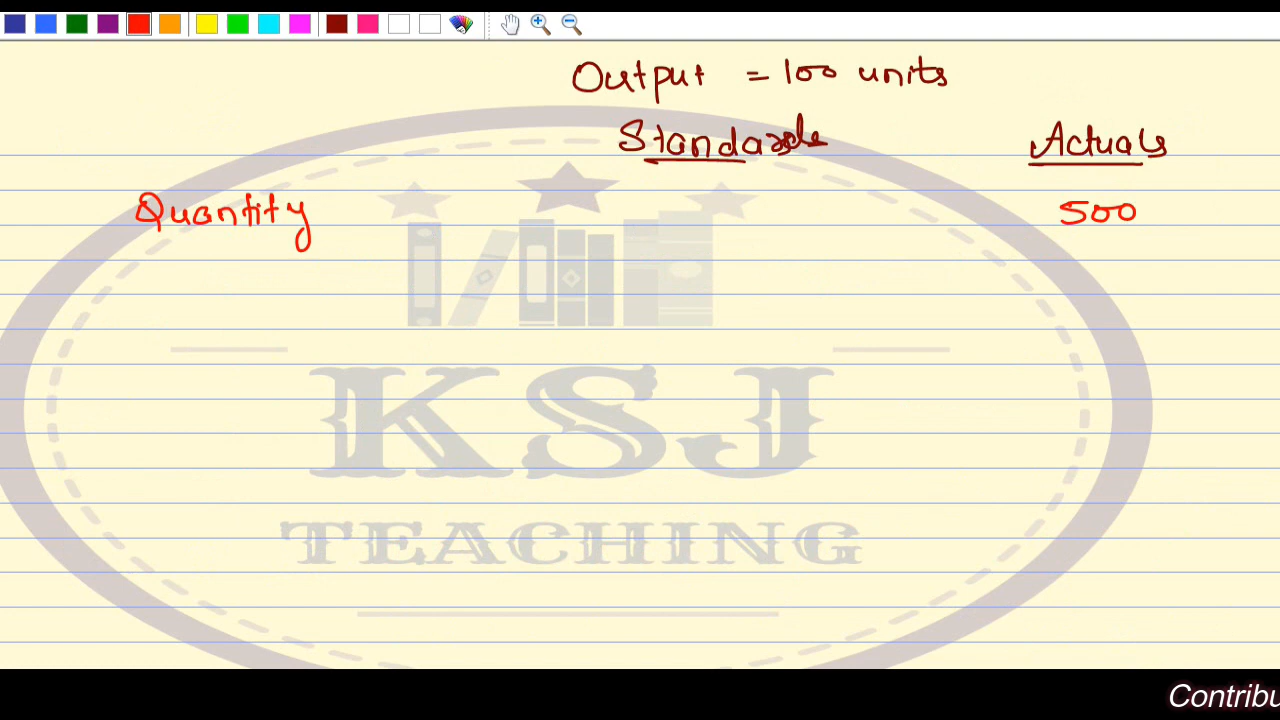 Output = 100 units
Standards Actuals
Quantity 500
KSJ
TEACHING
Contribu